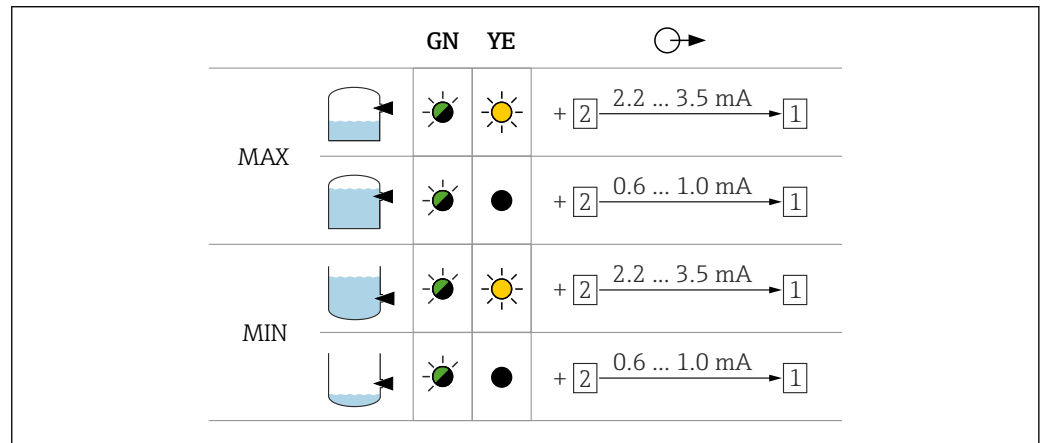 GN YE
MAX
+ 2 2.2 ... 3.5 mA 1
+ 2 0.6 ... 1.0 mA 1
MIN
+ 2 2.2 ... 3.5 mA 1
+ 2 0.6 ... 1.0 mA 1